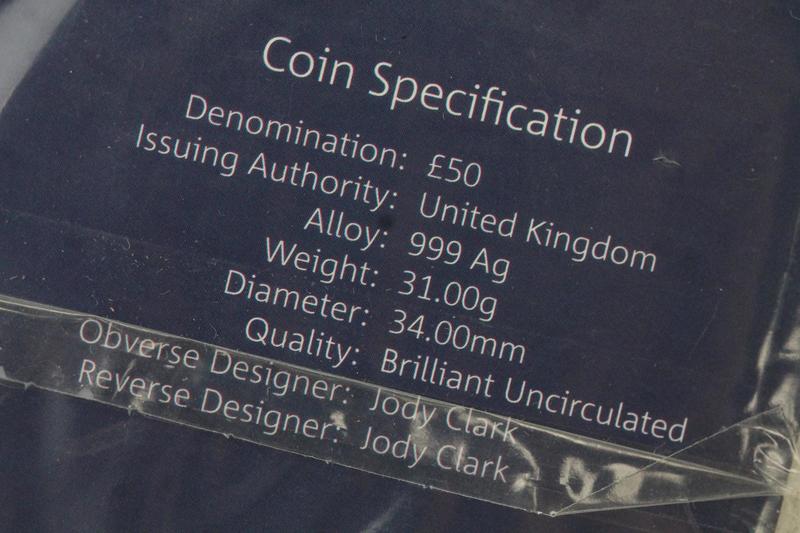 Coin Specification
Denomination: £50
Issuing Authority: United Kingdom
Alloy: 999 Ag
Weight: 31.00g
Diameter: 34.00mm
Quality: Brilliant Uncirculated
Obverse Designer: Jody Clark
Reverse Designer: Jody Clark